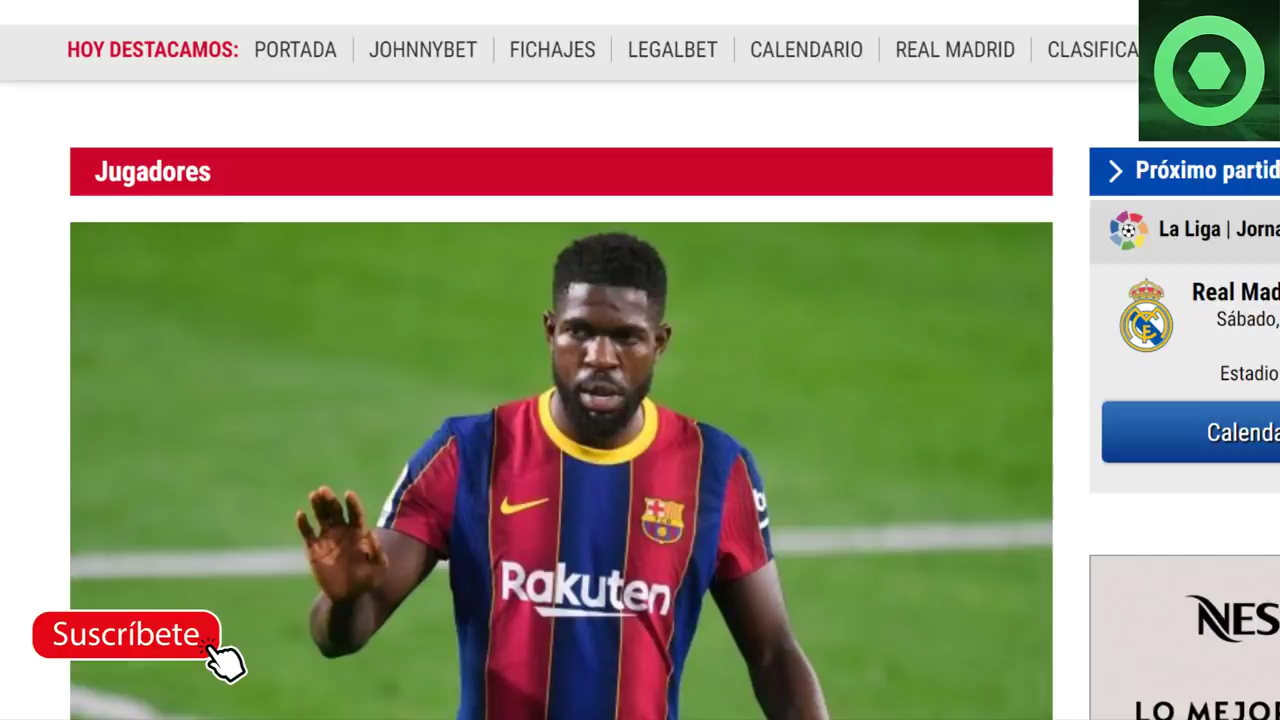 HOY DESTACAMOS: PORTADA JOHNNYBET FICHAJES LEGALBET CALENDARIO REAL MADRID CLASIFICA
Jugadores
Próximo partid
La Liga | Jorna
Real Mad
Sábado,
Estadio
Calenda
Rakuten
Suscríbete
NES
LO MEJOR